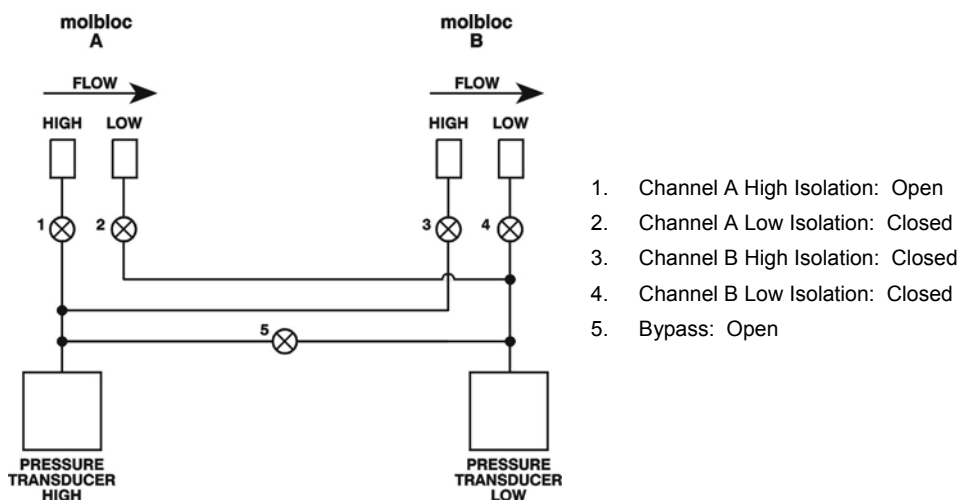 molbloc
A
molbloc
B
FLOW
FLOW
HIGH LOW
HIGH LOW
1
2
3
4
5
PRESSURE
TRANSDUCER
HIGH
PRESSURE
TRANSDUCER
LOW
1. Channel A High Isolation: Open
2. Channel A Low Isolation: Closed
3. Channel B High Isolation: Closed
4. Channel B Low Isolation: Closed
5. Bypass: Open